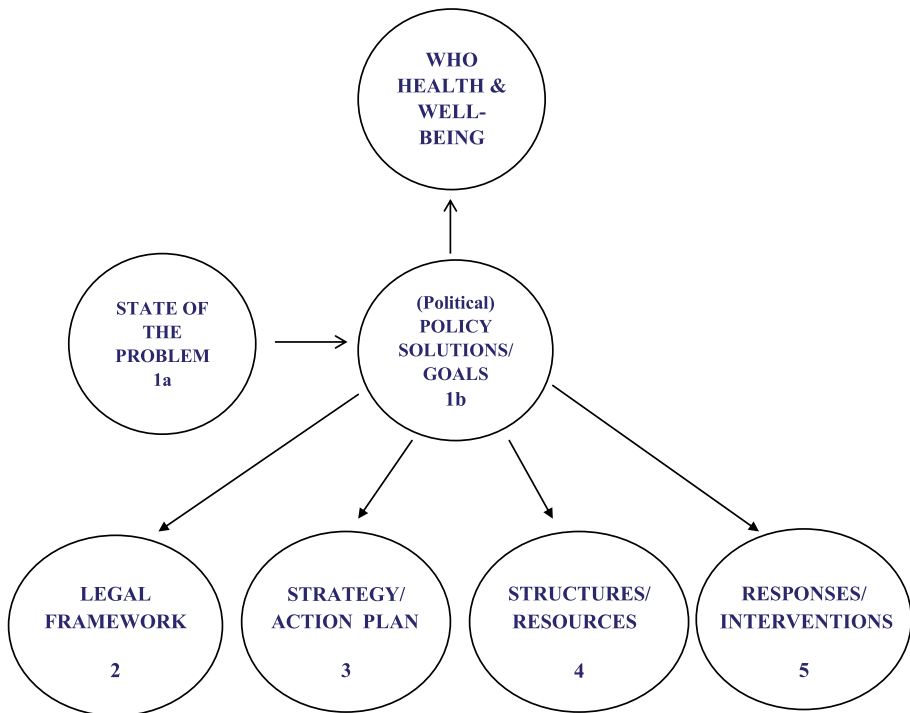 WHO
HEALTH &
WELL-
BEING
STATE OF
THE
PROBLEM
1a
(Political)
POLICY
SOLUTIONS/
GOALS
1b
LEGAL
FRAMEWORK
2
STRATEGY/
ACTION PLAN
3
STRUCTURES/
RESOURCES
4
RESPONSES/
INTERVENTIONS
5